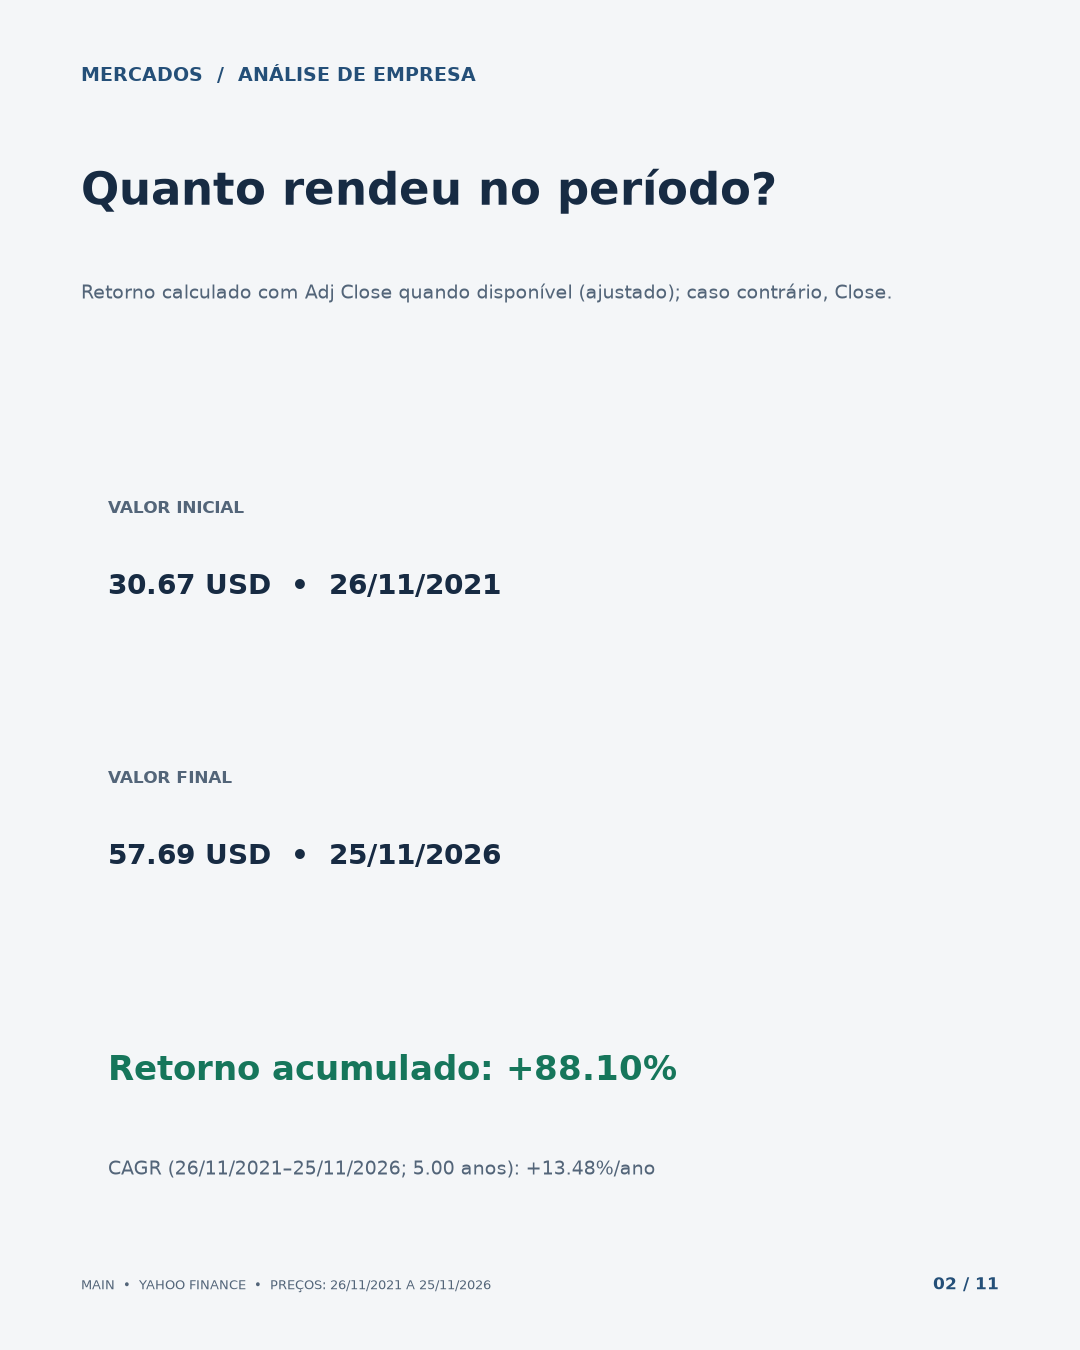 MERCADOS / ANÁLISE DE EMPRESA
Quanto rendeu no período?
Retorno calculado com Adj Close quando disponível (ajustado); caso contrário, Close.
VALOR INICIAL
30.67 USD • 26/11/2021
VALOR FINAL
57.69 USD • 25/11/2026
Retorno acumulado: +88.10%
CAGR (26/11/2021–25/11/2026; 5.00 anos): +13.48%/ano
MAIN • YAHOO FINANCE • PREÇOS: 26/11/2021 A 25/11/2026
02 / 11